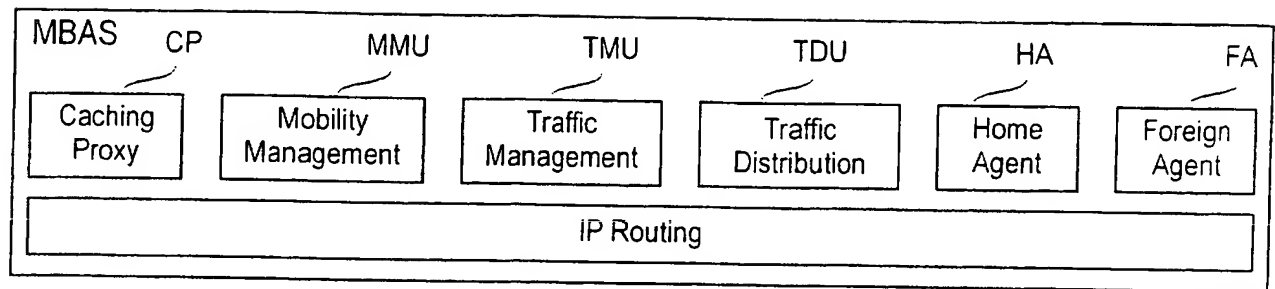 MBAS CP MMU TMU TDU HA FA
Caching Proxy
Mobility Management
Traffic Management
Traffic Distribution
Home Agent
Foreign Agent
IP Routing